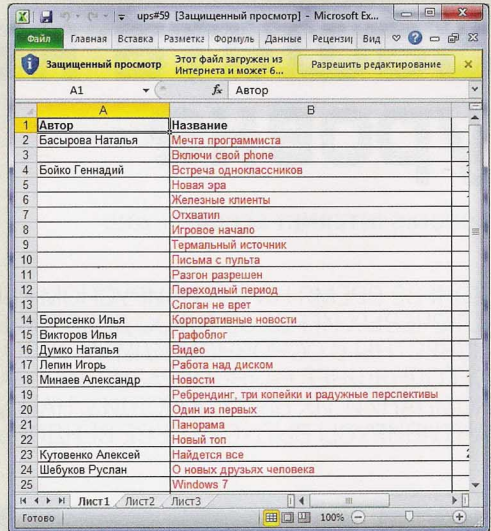 ups#59 [Защищенный просмотр] - Microsoft Ex...
Файл Главная Вставка Разметка Формуль Данные Рецензиј Вид
Защищенный просмотр Этот файл загружен из Интернета и может б... Разрешить редактирование
A1 fx Автор
A B
1 Автор Название
2 Басырова Наталья Мечта программиста
3 Включи свой phone
4 Бойко Геннадий Встреча одноклассников
5 Новая эра
6 Железные клиенты
7 Отхватил
8 Игровое начало
9 Термальный источник
10 Письма с пульта
11 Разгон разрешен
12 Переходный период
13 Слоган не врет
14 Борисенко Илья Корпоративные новости
15 Викторов Илья Графоблог
16 Думко Наталья Видео
17 Лепин Игорь Работа над диском
18 Минаев Александр Новости
19 Ребрендинг, три копейки и радужные перспективы
20 Один из первых
21 Панорама
22 Новый топ
23 Кутовенко Алексей Найдется все
24 Шебуков Руслан О новых друзьях человека
25 Windows 7
Лист1 Лист2 Лист3
Готово 100%